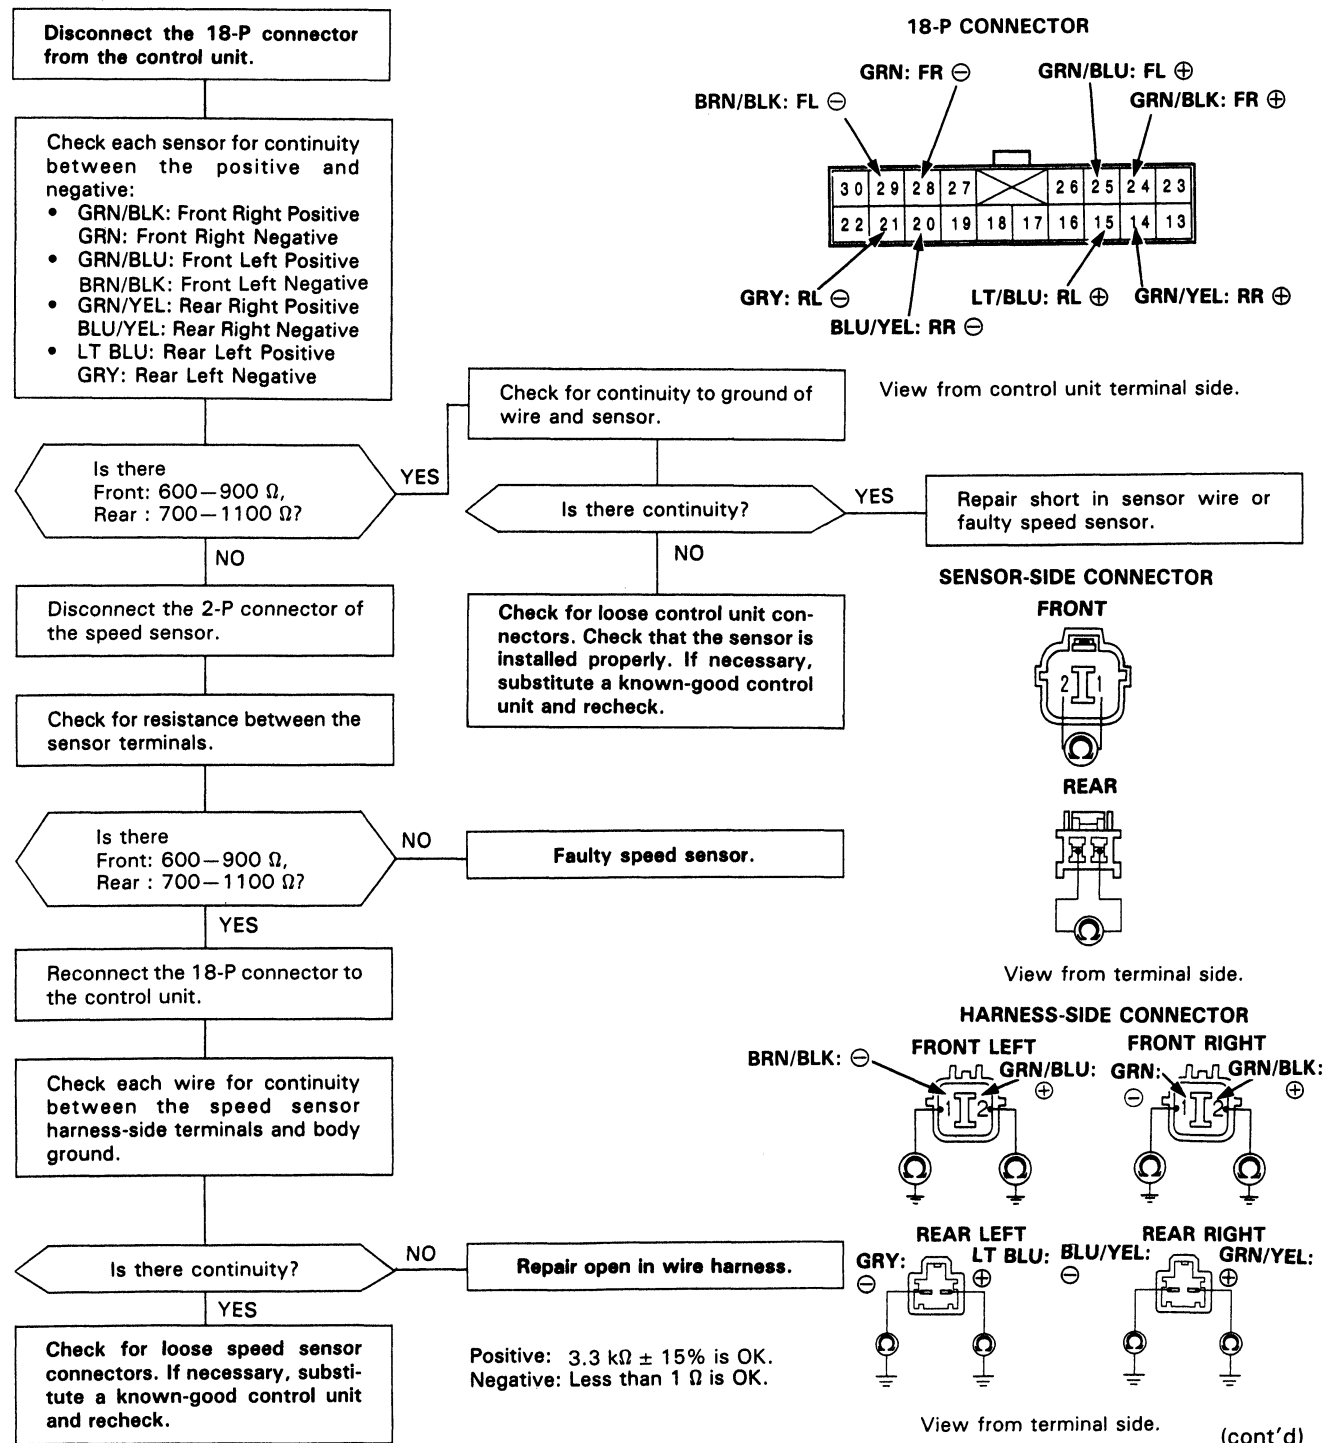 Disconnect the 18-P connector
from the control unit.
Check each sensor for continuity
between the positive and
negative:
• GRN/BLK: Front Right Positive
GRN: Front Right Negative
• GRN/BLU: Front Left Positive
BRN/BLK: Front Left Negative
• GRN/YEL: Rear Right Positive
BLU/YEL: Rear Right Negative
• LT BLU: Rear Left Positive
GRY: Rear Left Negative
Is there
Front: 600—900 Ω,
Rear : 700—1100 Ω?
YES
NO
Check for continuity to ground of
wire and sensor.
Is there continuity?
YES
Repair short in sensor wire or
faulty speed sensor.
NO
Check for loose control unit con-
nectors. Check that the sensor is
installed properly. If necessary,
substitute a known-good control
unit and recheck.
Disconnect the 2-P connector of
the speed sensor.
Check for resistance between the
sensor terminals.
Is there
Front: 600—900 Ω,
Rear : 700—1100 Ω?
NO
Faulty speed sensor.
YES
Reconnect the 18-P connector to
the control unit.
Check each wire for continuity
between the speed sensor
harness-side terminals and body
ground.
Is there continuity?
NO
Repair open in wire harness.
YES
Check for loose speed sensor
connectors. If necessary, substi-
tute a known-good control unit
and recheck.
Positive: 3.3 kΩ ± 15% is OK.
Negative: Less than 1 Ω is OK.
18-P CONNECTOR
GRN: FR ⊖
GRN/BLU: FL ⊕
BRN/BLK: FL ⊖
GRN/BLK: FR ⊕
30 29 28 27 26 25 24 23
22 21 20 19 18 17 16 15 14 13
GRY: RL ⊖
LT/BLU: RL ⊕
GRN/YEL: RR ⊕
BLU/YEL: RR ⊖
View from control unit terminal side.
SENSOR-SIDE CONNECTOR
FRONT
2 1
Ω
REAR
Ω
View from terminal side.
HARNESS-SIDE CONNECTOR
FRONT LEFT
BRN/BLK: ⊖
GRN/BLU: ⊕
1 2
Ω Ω
FRONT RIGHT
GRN: ⊖
GRN/BLK: ⊕
1 2
Ω Ω
REAR LEFT
GRY: ⊖
LT BLU: ⊕
Ω Ω
REAR RIGHT
BLU/YEL: ⊖
GRN/YEL: ⊕
Ω Ω
View from terminal side.
(cont'd)